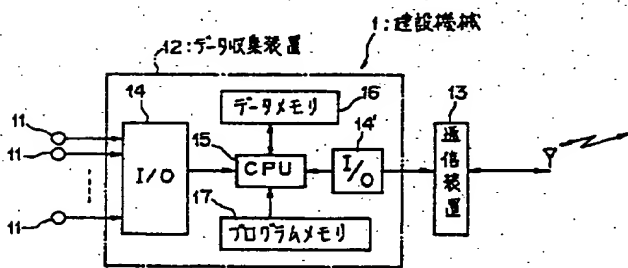 1:建設機械
12:データ収集装置
14
データメモリ
16
13
11
11
11
I/O
15
CPU
14'
I/O
通信装置
17
プログラムメモリ